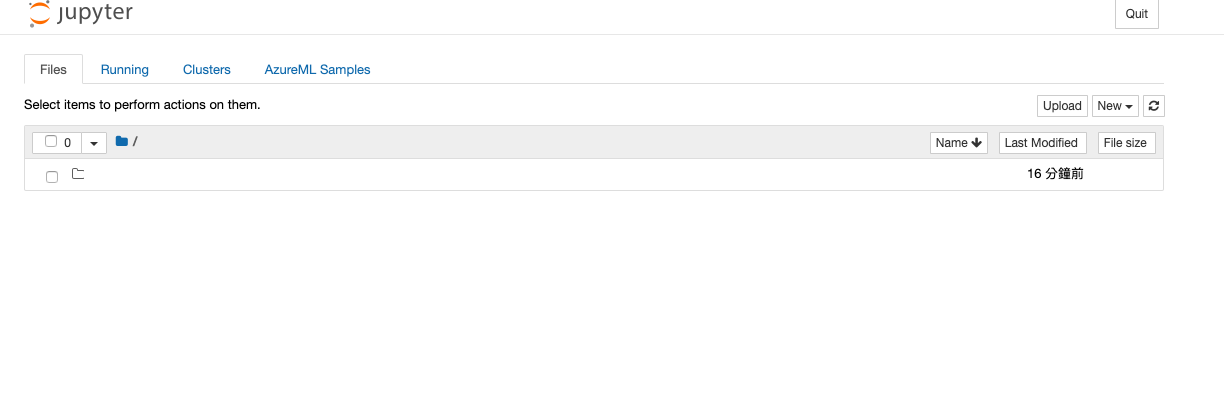 jupyter
Quit
Files Running Clusters AzureML Samples
Select items to perform actions on them.
Upload New
0 / Name Last Modified File size
16 分鐘前